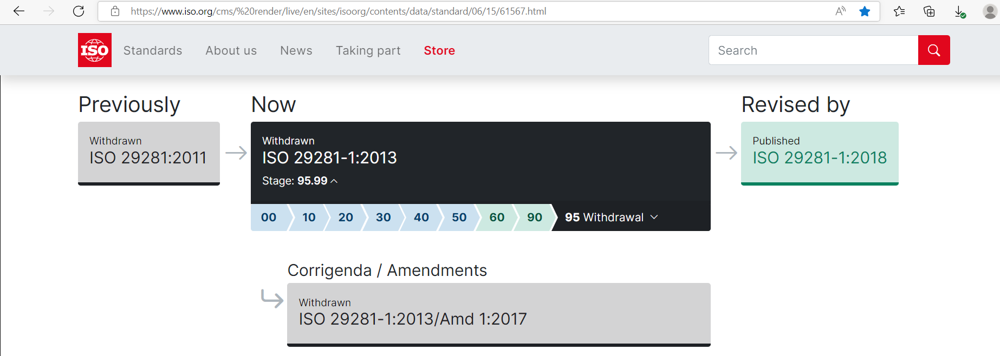 https://www.iso.org/cms/%20render/live/en/sites/isoorg/contents/data/standard/06/15/61567.html
ISO Standards About us News Taking part Store Search
Previously Now Revised by
Withdrawn
ISO 29281:2011
Withdrawn
ISO 29281-1:2013
Stage: 95.99
00 10 20 30 40 50 60 90 95 Withdrawal
Published
ISO 29281-1:2018
Corrigenda / Amendments
Withdrawn
ISO 29281-1:2013/Amd 1:2017